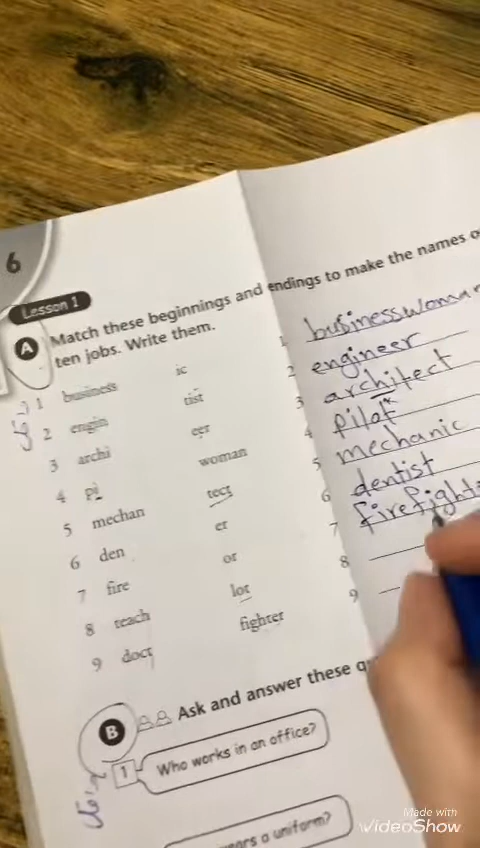 6
Lesson 1
A Match these beginnings and endings to make the names o
ten jobs. Write them.
1 business ic
2 engin tist
3 archi eer
4 pi woman
5 mechan tect
6 den er
7 fire or
8 teach lot
9 doct fighter
1 businesswoman
2 engineer
3 architect
4 pilot
5 mechanic
6 dentist
7 firefight
8
9
B Ask and answer these q
1 Who works in an office?
ears a uniform?
Made with
VideoShow